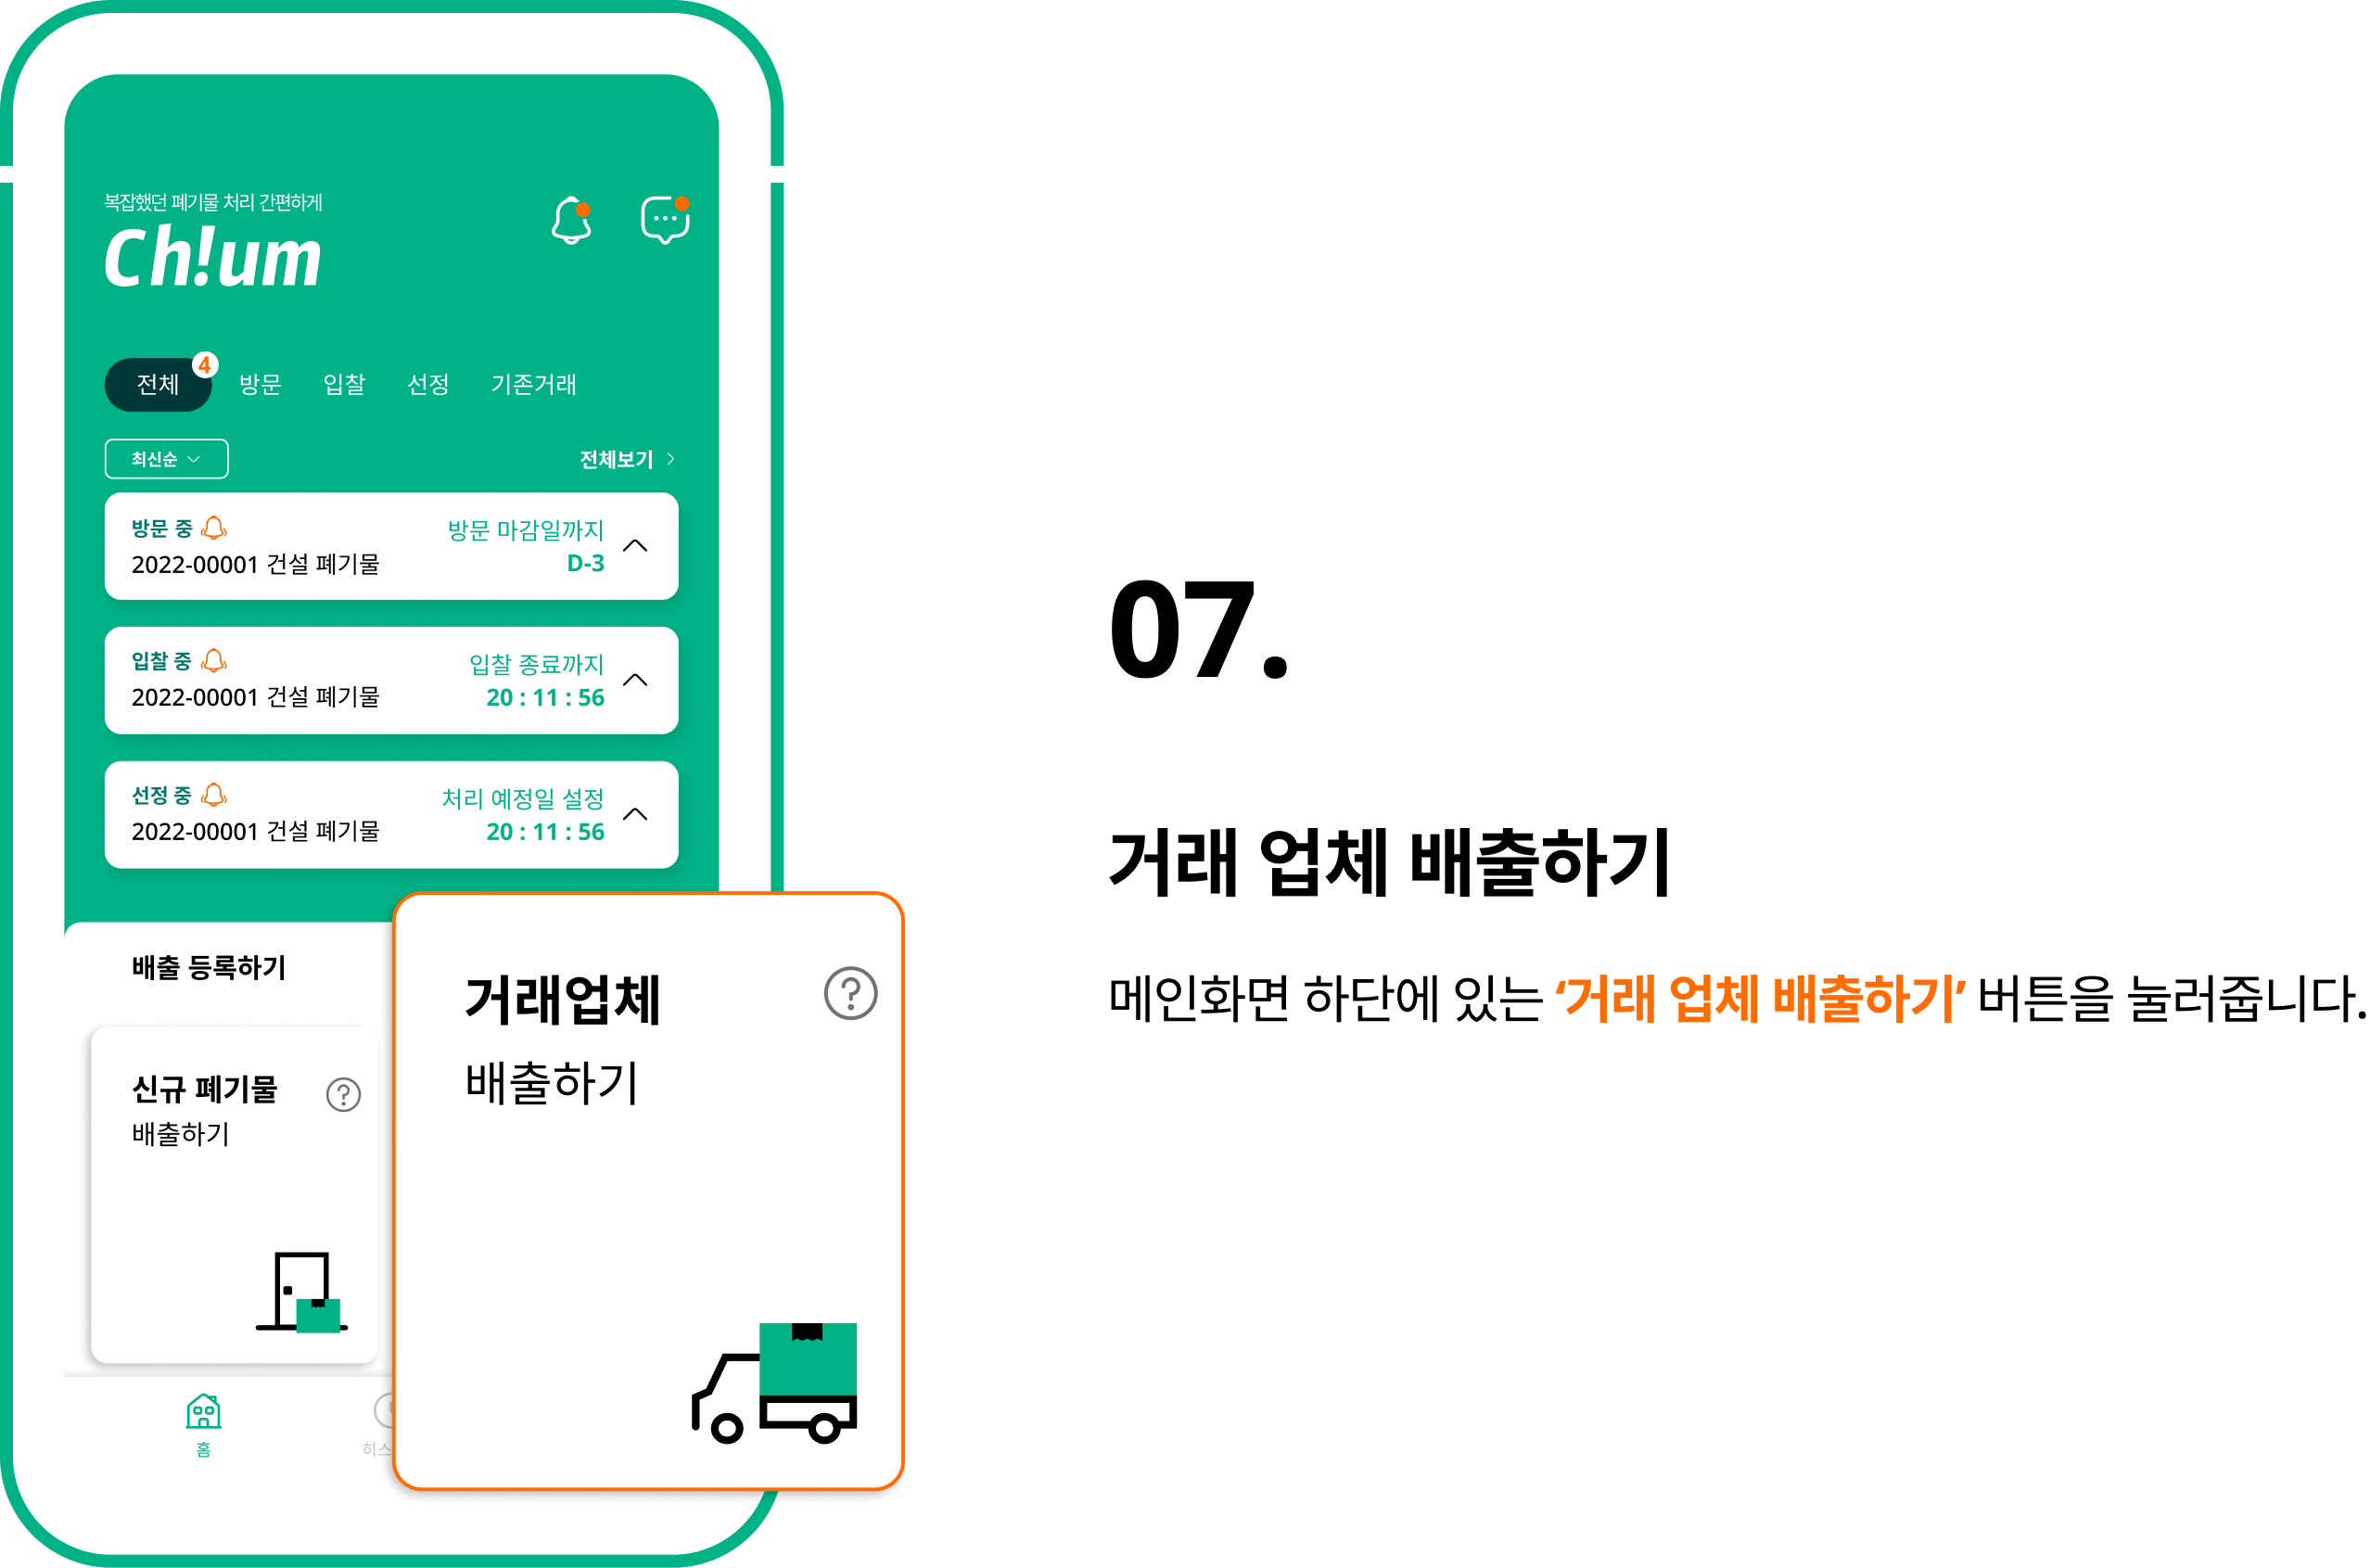 복잡했던 폐기물 처리 간편하게
Ch!um
전체 4 방문 입찰 선정 기존거래
최신순 전체보기
방문 중 방문 마감일까지
2022-00001 건설 폐기물 D-3
입찰 중 입찰 종료까지
2022-00001 건설 폐기물 20 : 11 : 56
선정 중 처리 예정일 설정
2022-00001 건설 폐기물 20 : 11 : 56
배출 등록하기
신규 폐기물
배출하기
거래 업체
배출하기
홈 히스
07.
거래 업체 배출하기
메인화면 하단에 있는 ‘거래 업체 배출하기’ 버튼을 눌러줍니다.